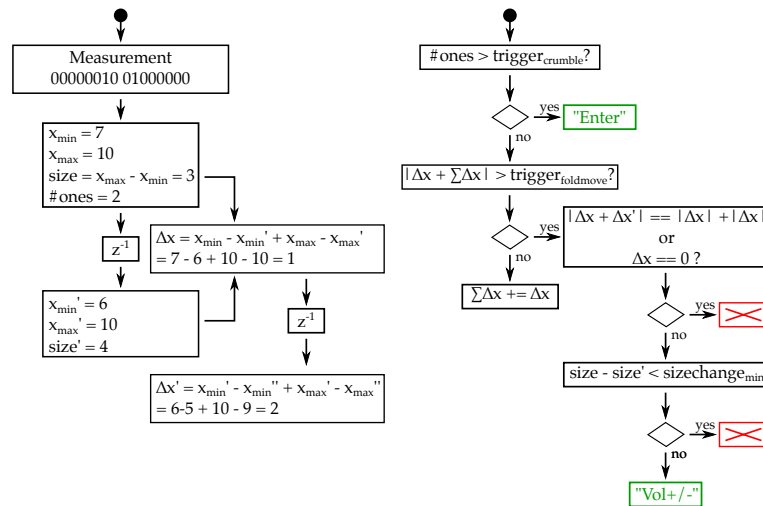 Measurement
00000010 01000000
x_min = 7
x_max = 10
size = x_max - x_min = 3
#ones = 2
z⁻¹
x_min' = 6
x_max' = 10
size' = 4
Δx = x_min - x_min' + x_max - x_max'
= 7 - 6 + 10 - 10 = 1
z⁻¹
Δx' = x_min' - x_min'' + x_max' - x_max''
= 6-5 + 10 - 9 = 2
#ones > trigger_crumble?
yes
"Enter"
no
|Δx + ∑Δx| > trigger_foldmove?
yes
no
∑Δx += Δx
|Δx + Δx'| == |Δx| + |Δx|
or
Δx == 0 ?
yes
no
size - size' < sizechange_min
yes
no
"Vol+/-"